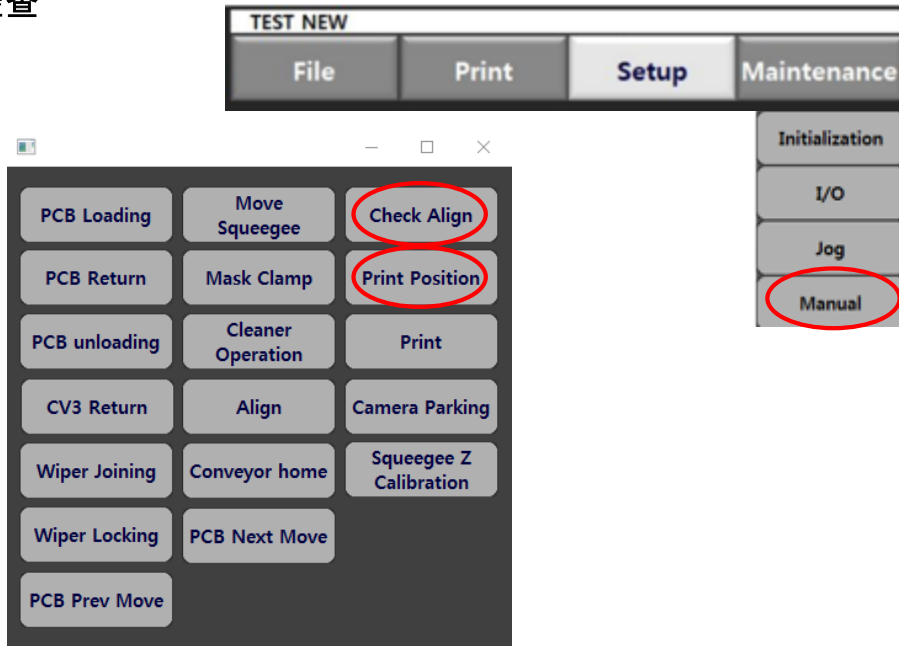 查
TEST NEW
File Print Setup Maintenance
Initialization
I/O
Jog
Manual
PCB Loading
Move
Squeegee
Check Align
PCB Return
Mask Clamp
Print Position
PCB unloading
Cleaner
Operation
Print
CV3 Return
Align
Camera Parking
Wiper Joining
Conveyor home
Squeegee Z
Calibration
Wiper Locking
PCB Next Move
PCB Prev Move